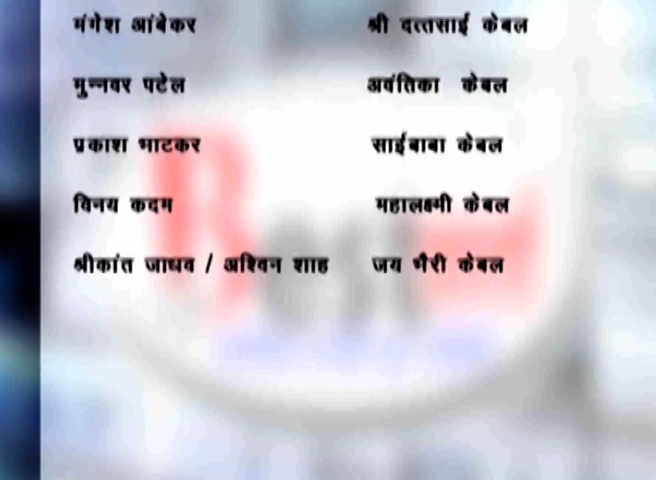 मंगेश आंबेकर श्री दत्तसाई केबल
मुन्नवर पटेल अवंतिका केबल
प्रकाश भाटकर साईबाबा केबल
विनय कदम महालक्ष्मी केबल
श्रीकांत जाधव / अश्विन शाह जय भैरी केबल